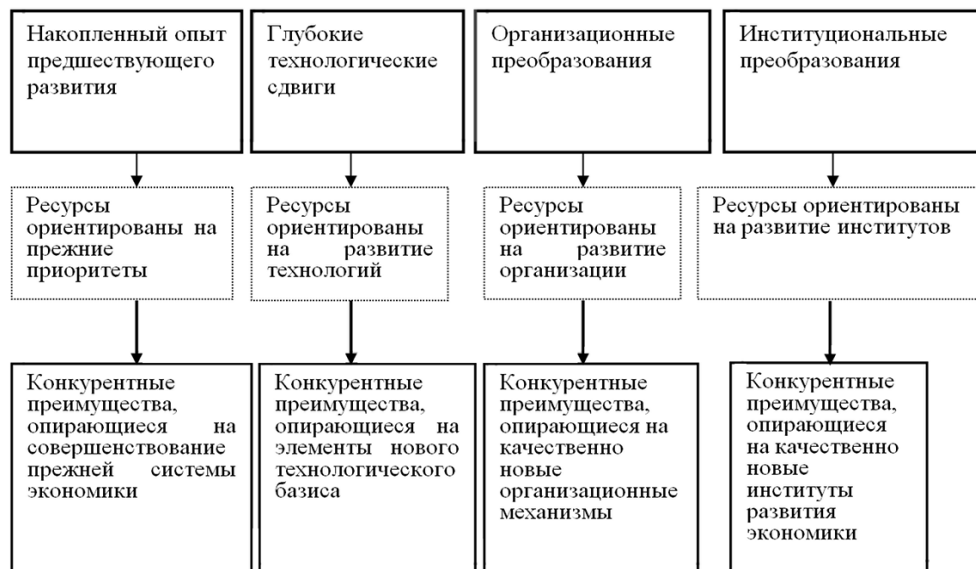 Накопленный опыт
предшествующего
развития
Глубокие
технологические
сдвиги
Организационные
преобразования
Институциональные
преобразования
Ресурсы
ориентированы на
прежние
приоритеты
Ресурсы
ориентированы
на развитие
технологий
Ресурсы
ориентированы
на развитие
организации
Ресурсы ориентированы
на развитие институтов
Конкурентные
преимущества,
опирающиеся на
совершенствование
прежней системы
экономики
Конкурентные
преимущества,
опирающиеся на
элементы нового
технологического
базиса
Конкурентные
преимущества,
опирающиеся на
качественно
новые
организационные
механизмы
Конкурентные
преимущества,
опирающиеся
на качественно
новые
институты
развития
экономики